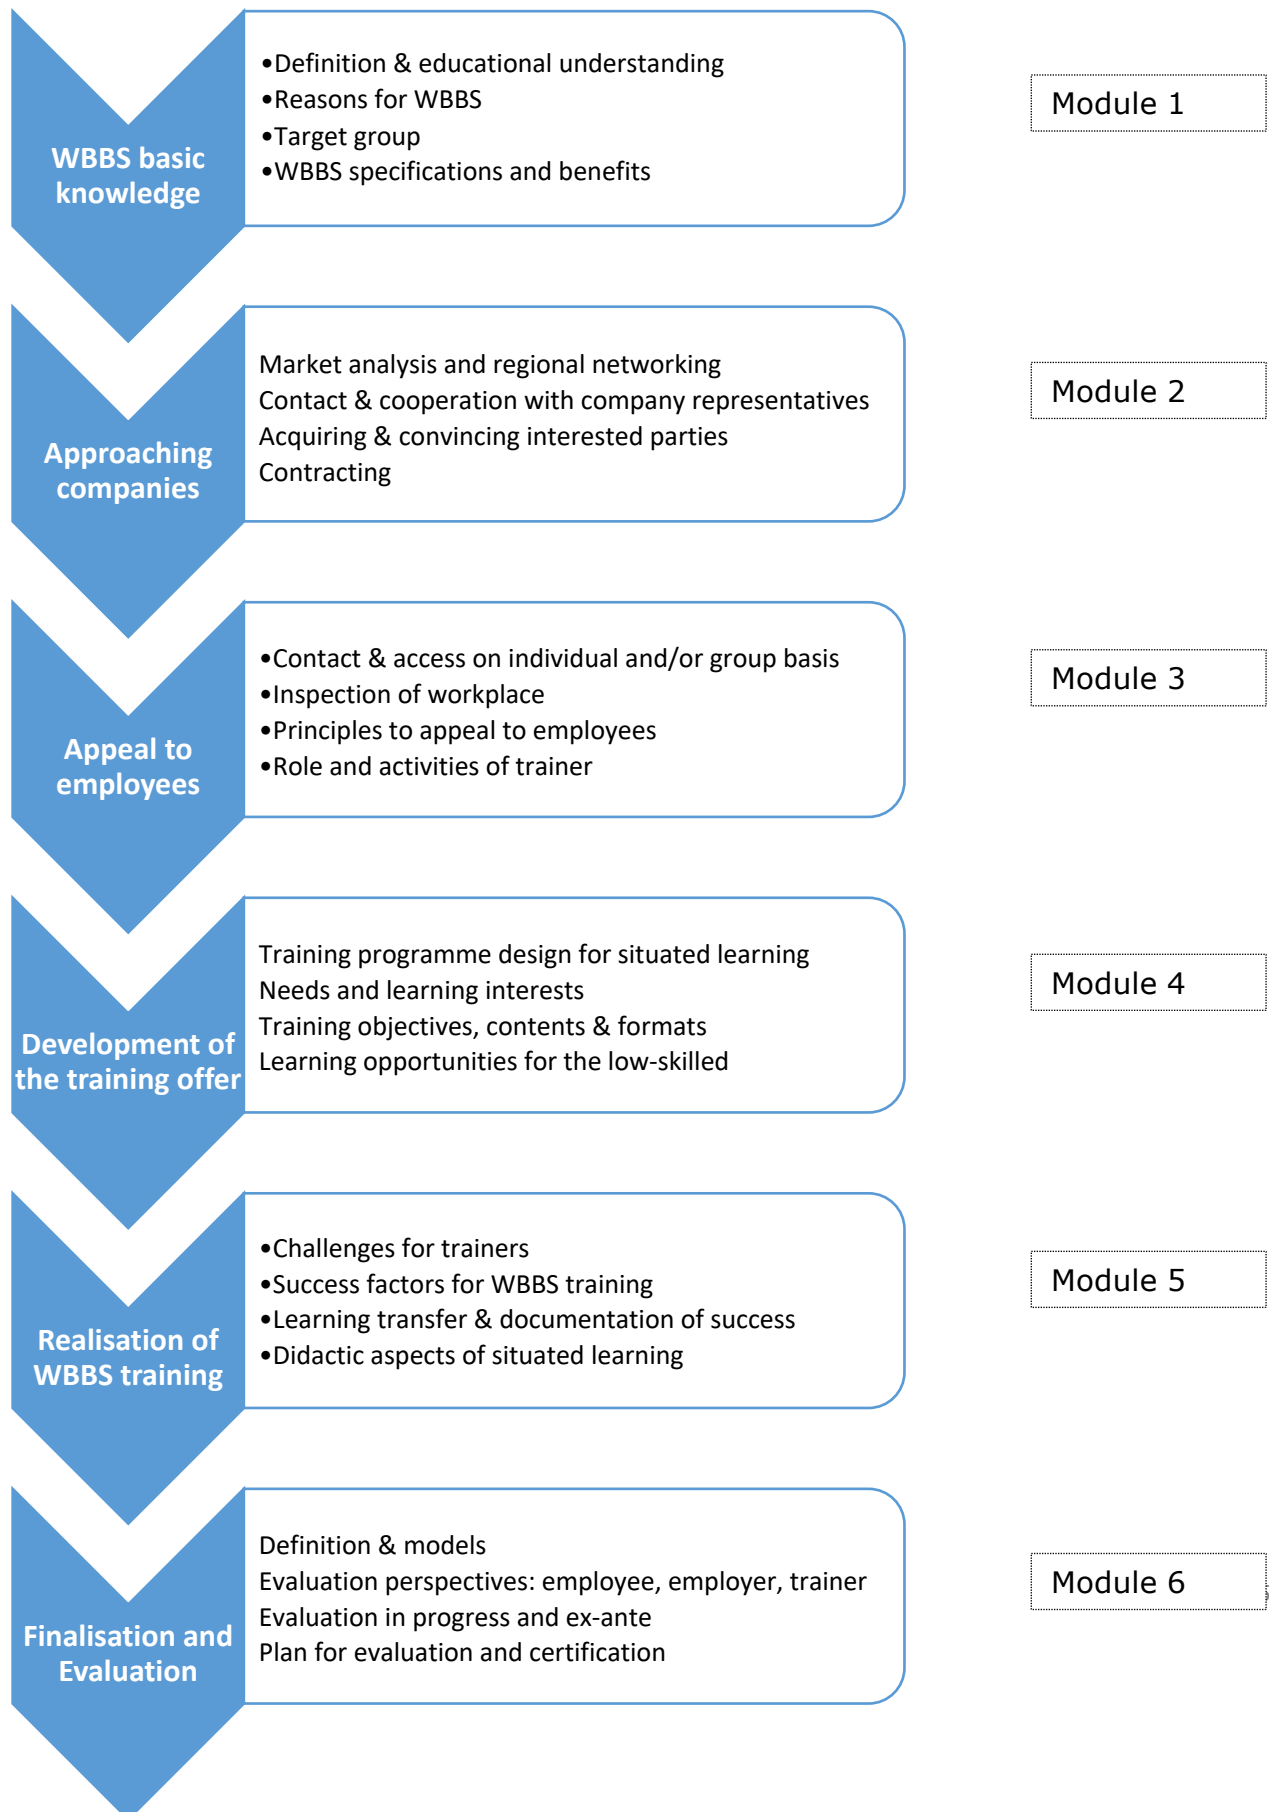 •Definition & educational understanding
•Reasons for WBBS
•Target group
•WBBS specifications and benefits
WBBS basic
knowledge
Module 1
Market analysis and regional networking
Contact & cooperation with company representatives
Acquiring & convincing interested parties
Contracting
Approaching
companies
Module 2
•Contact & access on individual and/or group basis
•Inspection of workplace
•Principles to appeal to employees
•Role and activities of trainer
Appeal to
employees
Module 3
Training programme design for situated learning
Needs and learning interests
Training objectives, contents & formats
Learning opportunities for the low-skilled
Development of
the training offer
Module 4
•Challenges for trainers
•Success factors for WBBS training
•Learning transfer & documentation of success
•Didactic aspects of situated learning
Realisation of
WBBS training
Module 5
Definition & models
Evaluation perspectives: employee, employer, trainer
Evaluation in progress and ex-ante
Plan for evaluation and certification
Finalisation and
Evaluation
Module 6